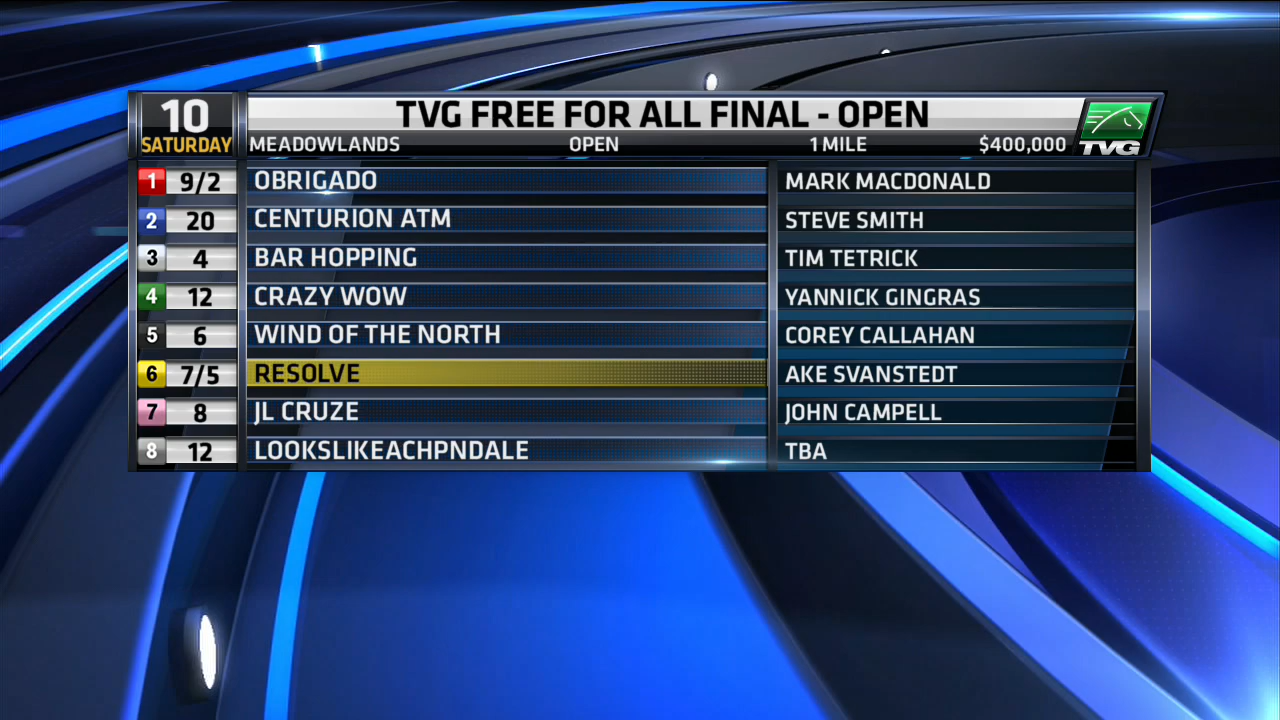 10 TVG FREE FOR ALL FINAL - OPEN
SATURDAY MEADOWLANDS OPEN 1 MILE $400,000 TVG
1 9/2 OBRIGADO MARK MACDONALD
2 20 CENTURION ATM STEVE SMITH
3 4 BAR HOPPING TIM TETRICK
4 12 CRAZY WOW YANNICK GINGRAS
5 6 WIND OF THE NORTH COREY CALLAHAN
6 7/5 RESOLVE AKE SVANSTEDT
7 8 JL CRUZE JOHN CAMPELL
8 12 LOOKSLIKEACHPNDALE TBA